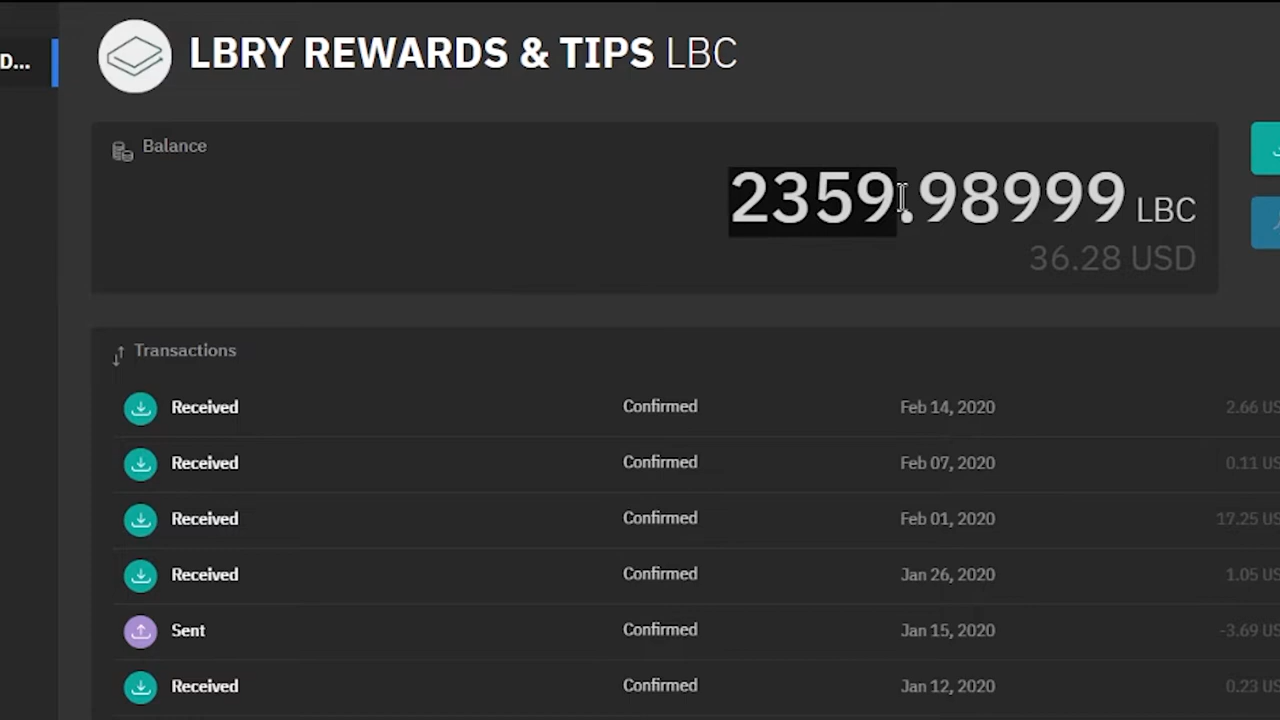 D...
LBRY REWARDS & TIPS LBC
Balance
2359.98999 LBC
36.28 USD
Transactions
Received Confirmed Feb 14, 2020 2.66 US
Received Confirmed Feb 07, 2020 0.11 US
Received Confirmed Feb 01, 2020 17.25 US
Received Confirmed Jan 26, 2020 1.05 US
Sent Confirmed Jan 15, 2020 -3.69 US
Received Confirmed Jan 12, 2020 0.23 US